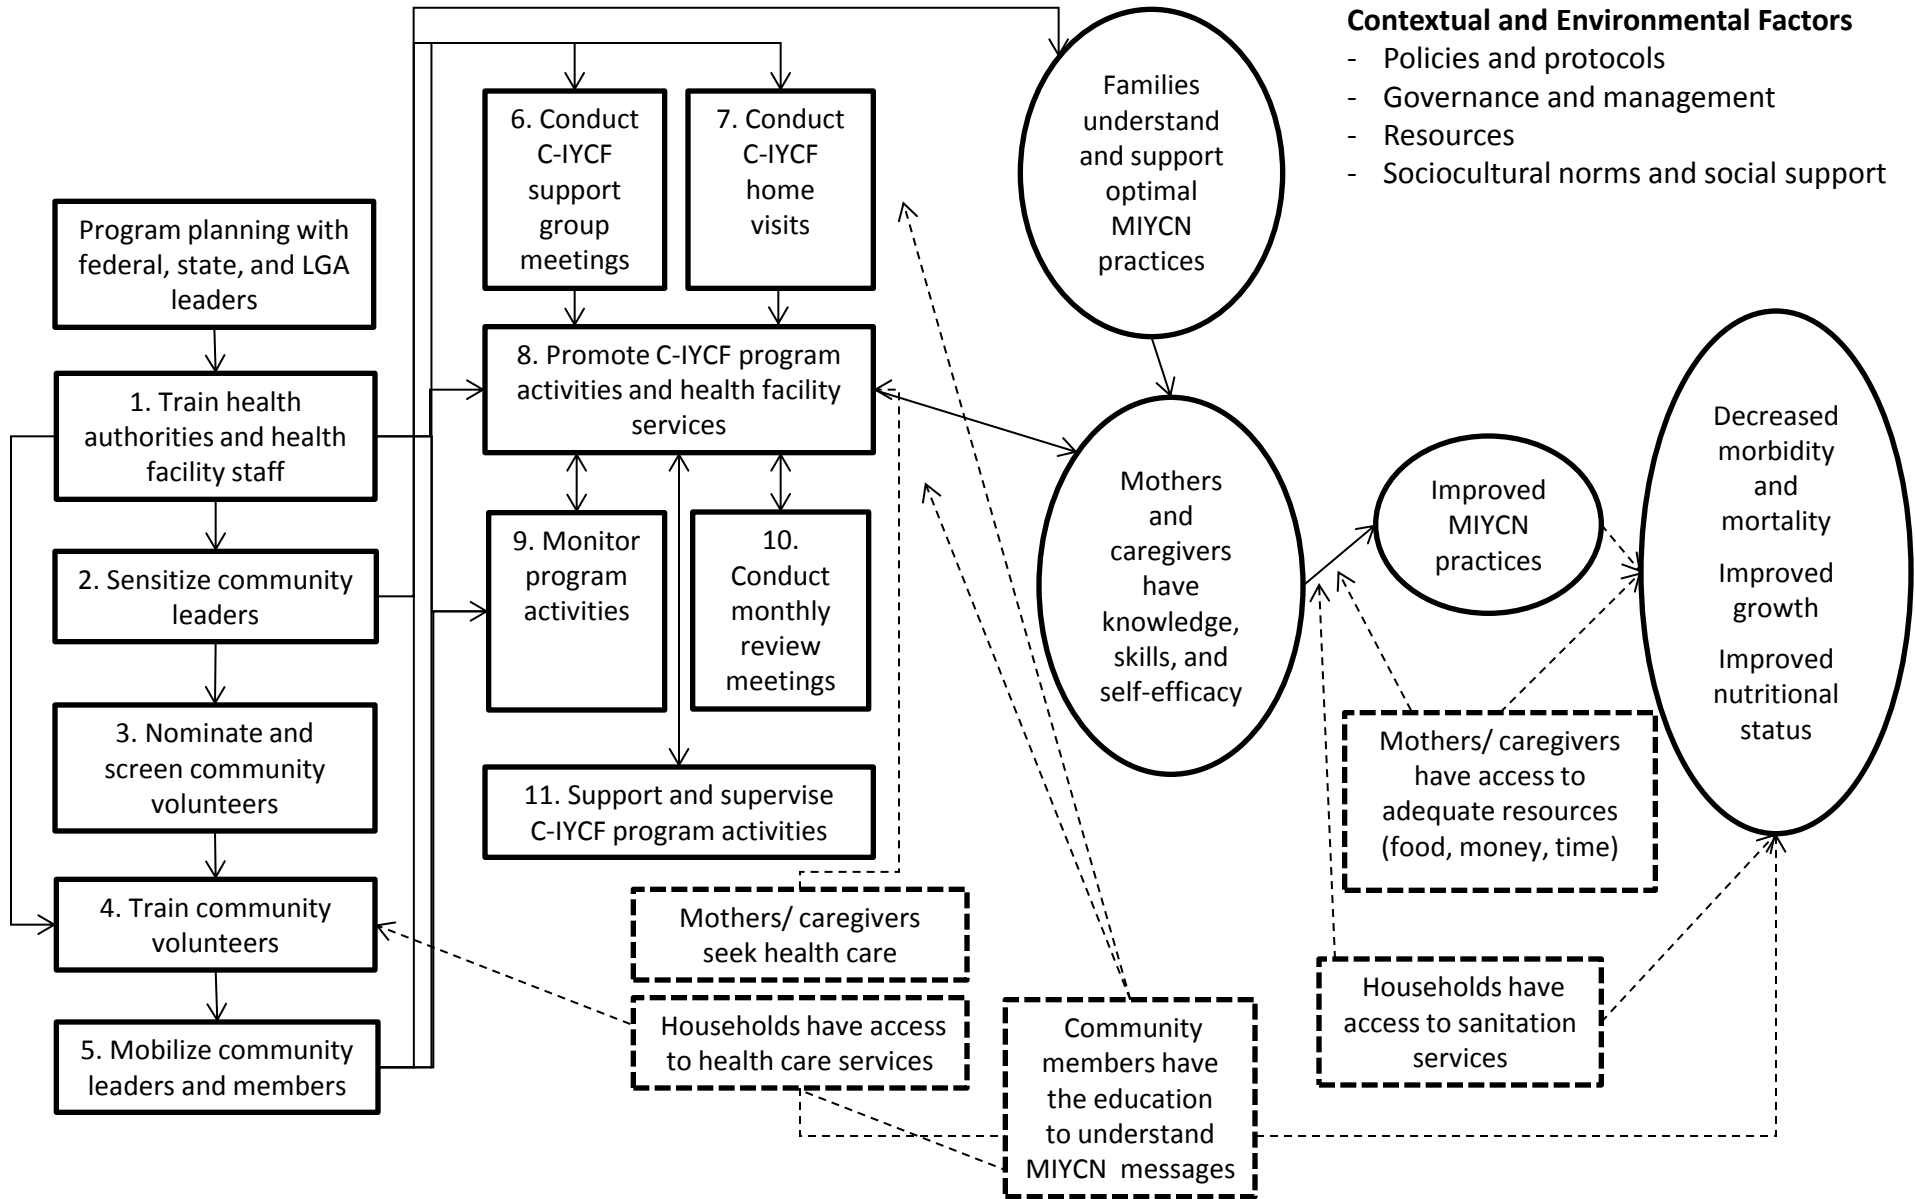 Contextual and Environmental Factors
- Policies and protocols
- Governance and management
- Resources
- Sociocultural norms and social support
Program planning with
federal, state, and LGA
leaders
1. Train health
authorities and health
facility staff
2. Sensitize community
leaders
3. Nominate and
screen community
volunteers
4. Train community
volunteers
5. Mobilize community
leaders and members
6. Conduct
C-IYCF
support
group
meetings
7. Conduct
C-IYCF
home
visits
8. Promote C-IYCF program
activities and health facility
services
9. Monitor
program
activities
10.
Conduct
monthly
review
meetings
11. Support and supervise
C-IYCF program activities
Mothers/ caregivers
seek health care
Households have access
to health care services
Families
understand
and support
optimal
MIYCN
practices
Mothers
and
caregivers
have
knowledge,
skills, and
self-efficacy
Community
members have
the education
to understand
MIYCN messages
Improved
MIYCN
practices
Mothers/ caregivers
have access to
adequate resources
(food, money, time)
Households have
access to sanitation
services
Decreased
morbidity
and
mortality
Improved
growth
Improved
nutritional
status